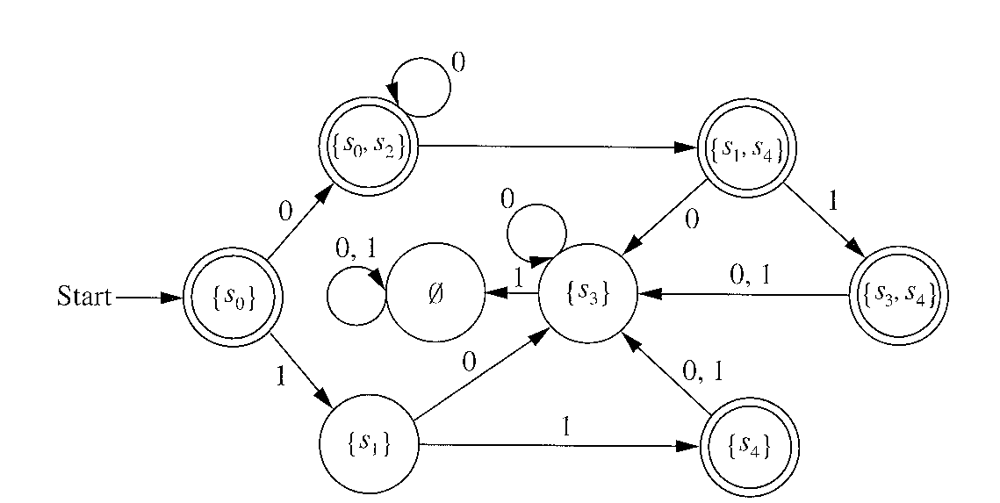 0
{s₀, s₂}
{s₁, s₄}
0
0
0
1
0, 1
Start
{s₀}
∅
1
{s₃}
0, 1
{s₃, s₄}
1
0
0, 1
{s₁}
1
{s₄}